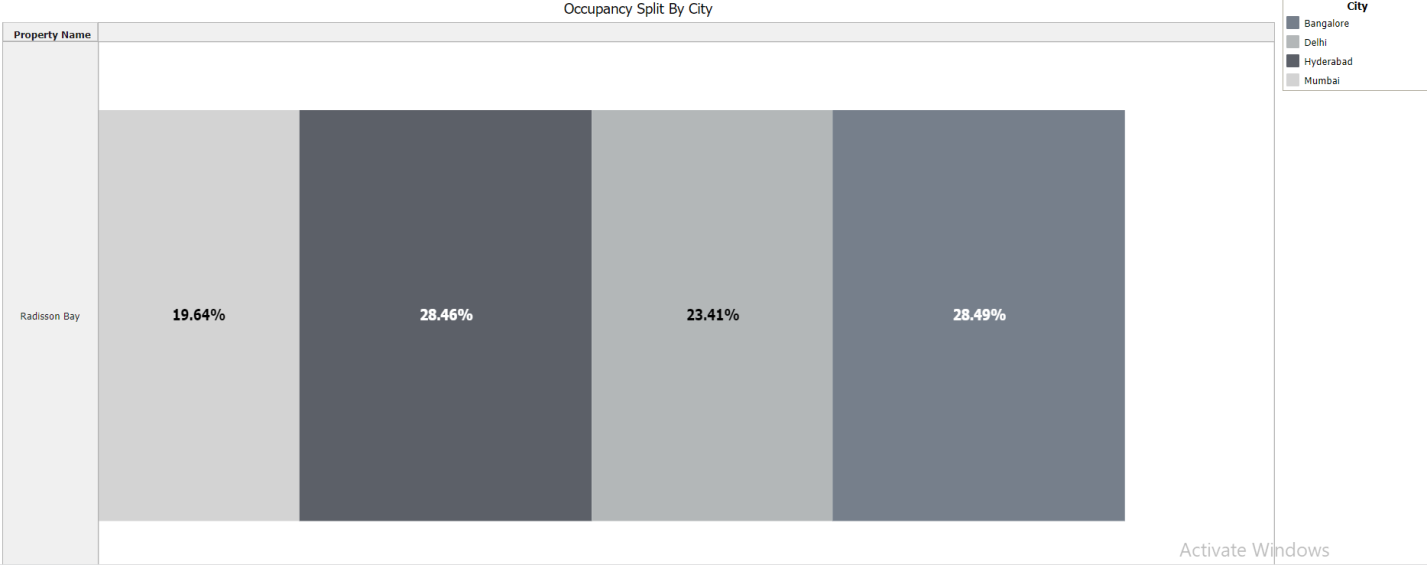 Occupancy Split By City
City
Bangalore
Delhi
Hyderabad
Mumbai
Property Name
Radisson Bay
19.64%
28.46%
23.41%
28.49%
Activate Windows